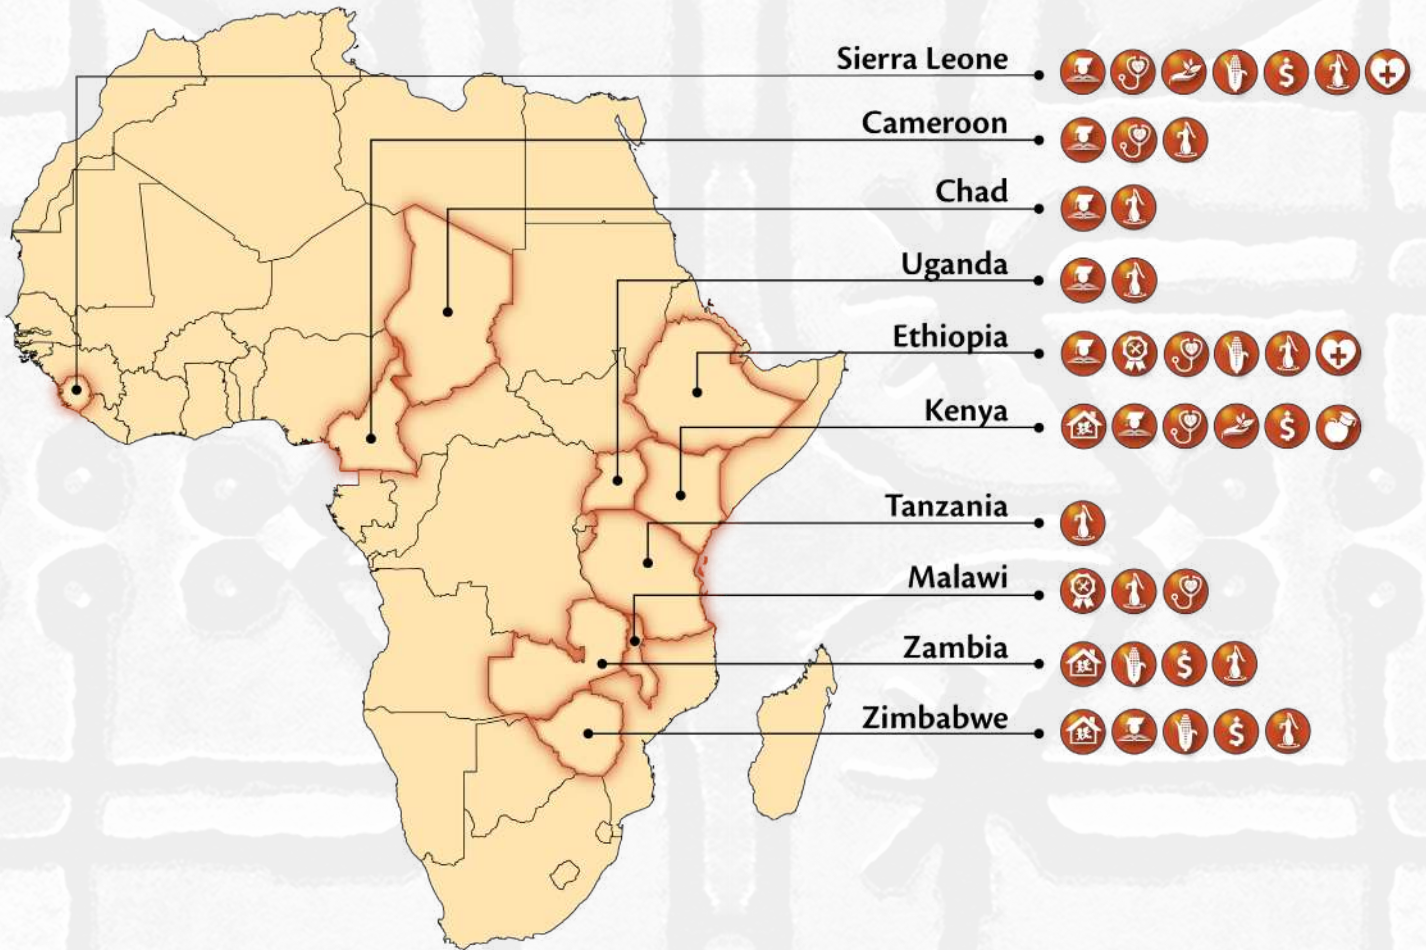 Sierra Leone
Cameroon
Chad
Uganda
Ethiopia
Kenya
Tanzania
Malawi
Zambia
Zimbabwe